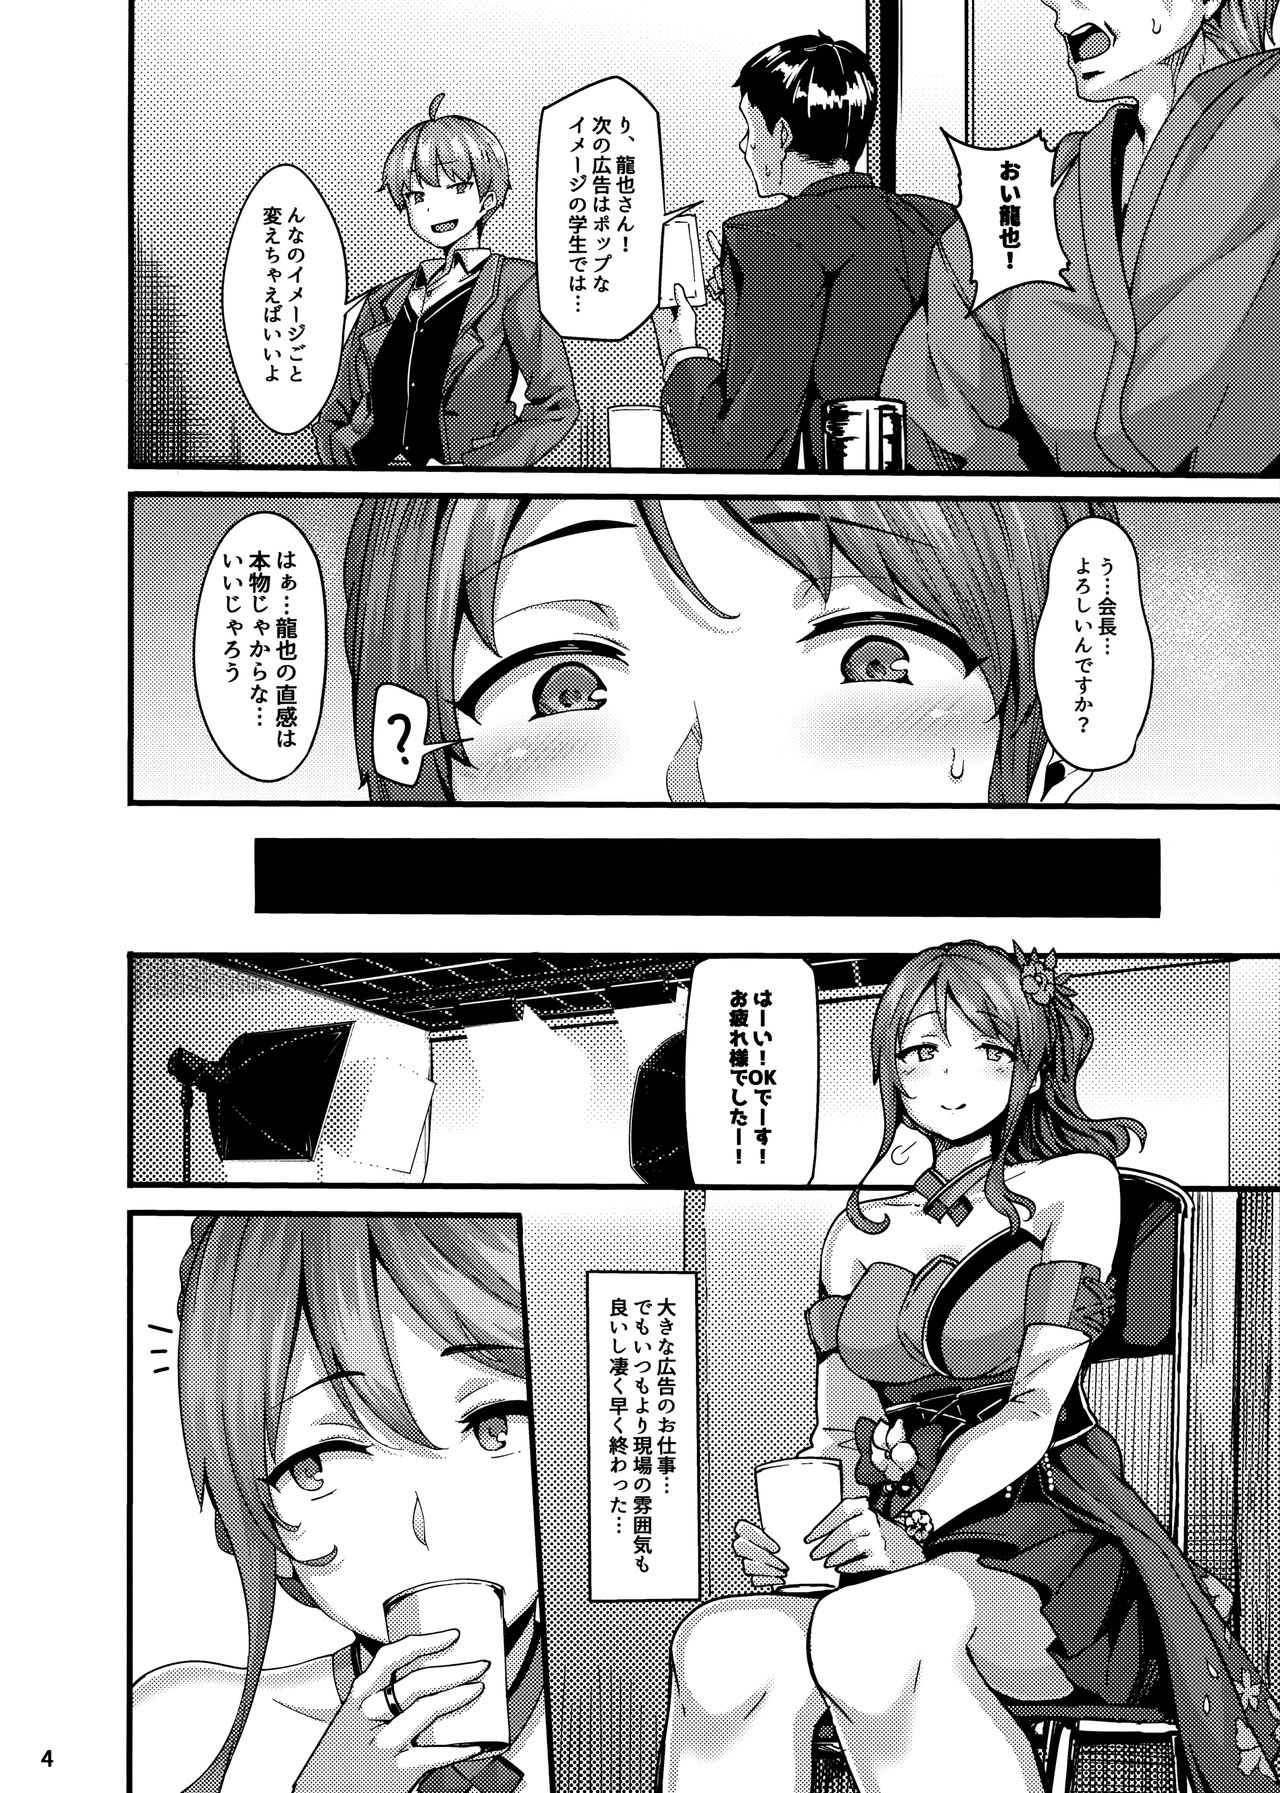 おい龍也！
り、龍也さん！
次の広告はポップな
イメージの学生では…
んなのイメージごと
変えちゃえばいいよ
う…会長…
よろしいんですか？
？
はぁ…龍也の直感は
本物じゃからな…
いいじゃろう
はーい！OKでーす！
お疲れ様でしたー！
大きな広告のお仕事…
でもいつもより現場の雰囲気も
良いし凄く早く終わった…
4